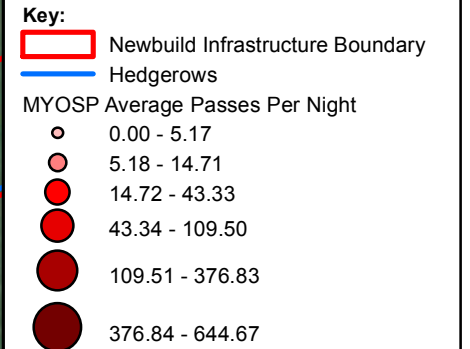 Key:
Newbuild Infrastructure Boundary
Hedgerows
MYOSP Average Passes Per Night
0.00 - 5.17
5.18 - 14.71
14.72 - 43.33
43.34 - 109.50
109.51 - 376.83
376.84 - 644.67